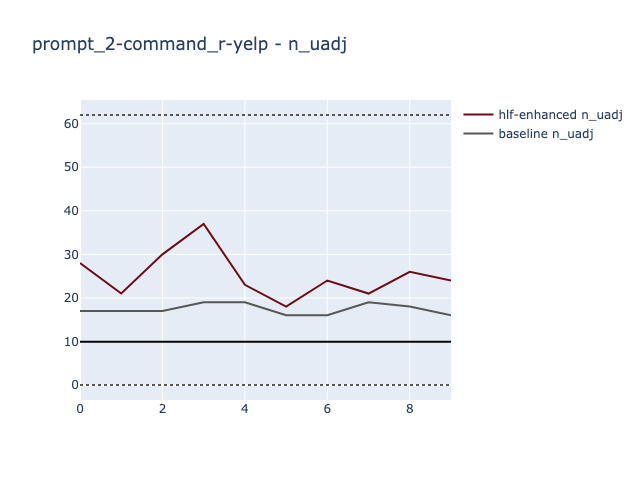 prompt_2-command_r-yelp - n_uadj
hlf-enhanced n_uadj
baseline n_uadj
60
50
40
30
20
10
0
0 2 4 6 8